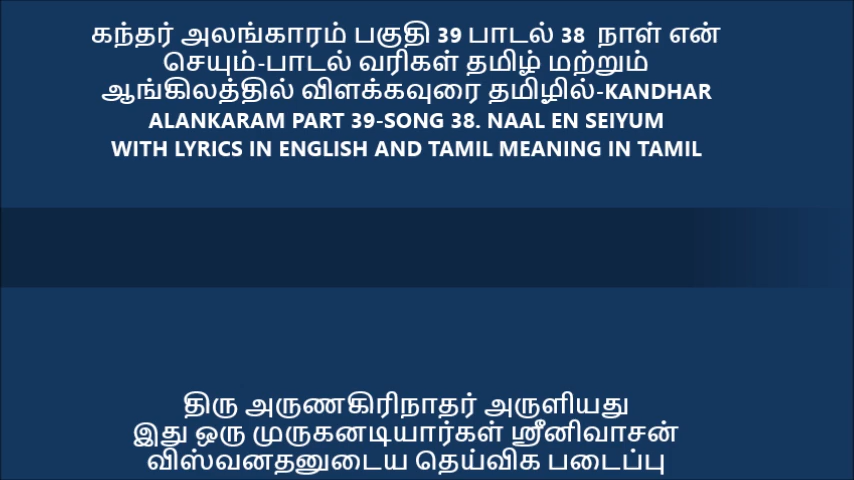 கந்தர் அலங்காரம் பகுதி 39 பாடல் 38 நாள் என்
செயும்-பாடல் வரிகள் தமிழ் மற்றும்
ஆங்கிலத்தில் விளக்கவுரை தமிழில்-KANDHAR
ALANKARAM PART 39-SONG 38. NAAL EN SEIYUM
WITH LYRICS IN ENGLISH AND TAMIL MEANING IN TAMIL
திரு அருணகிரிநாதர் அருளியது
இது ஒரு முருகனடியார்கள் ஸ்ரீனிவாசன்
விஸ்வனதனுடைய தெய்விக படைப்பு